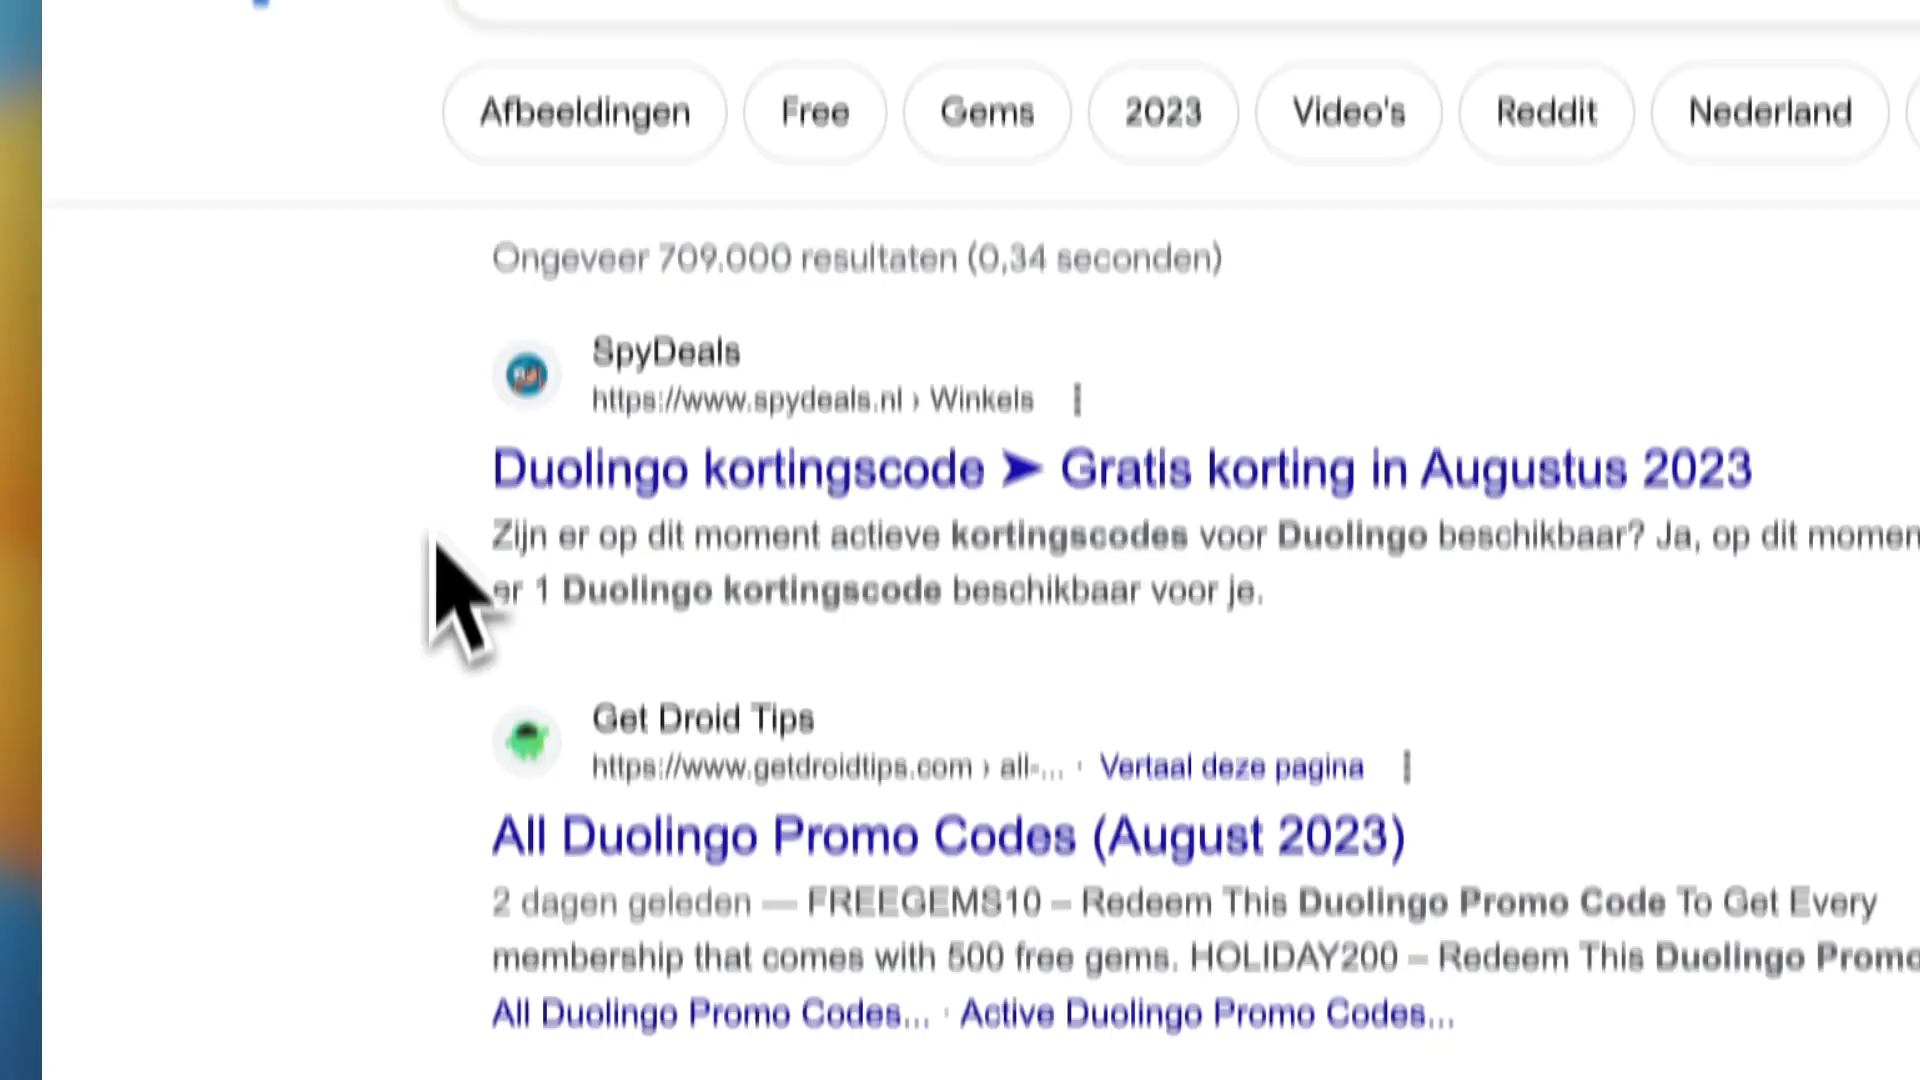 Afbeeldingen Free Gems 2023 Video's Reddit Nederland
Ongeveer 709.000 resultaten (0,34 seconden)
SpyDeals
https://www.spydeals.nl › Winkels
Duolingo kortingscode ➤ Gratis korting in Augustus 2023
Zijn er op dit moment actieve kortingscodes voor Duolingo beschikbaar? Ja, op dit momen
er 1 Duolingo kortingscode beschikbaar voor je.
Get Droid Tips
https://www.getdroidtips.com › all-... · Vertaal deze pagina
All Duolingo Promo Codes (August 2023)
2 dagen geleden — FREEGEMS10 – Redeem This Duolingo Promo Code To Get Every
membership that comes with 500 free gems. HOLIDAY200 – Redeem This Duolingo Promo
All Duolingo Promo Codes... · Active Duolingo Promo Codes...